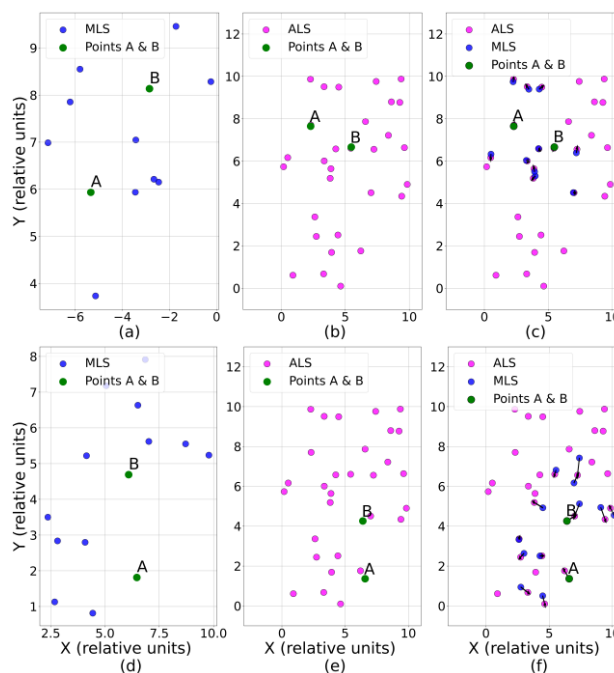 MLS
Points A & B
B
A
9
8
7
6
5
4
Y (relative units)
−6 −4 −2 0
(a)
ALS
Points A & B
A
B
12
10
8
6
4
2
0
0 5 10
(b)
ALS
MLS
Points A & B
A
B
12
10
8
6
4
2
0
0 5 10
(c)
MLS
Points A & B
B
A
8
7
6
5
4
3
2
1
Y (relative units)
2.5 5.0 7.5 10.0
X (relative units)
(d)
ALS
Points A & B
B
A
12
10
8
6
4
2
0
0 5 10
X (relative units)
(e)
ALS
MLS
Points A & B
B
A
12
10
8
6
4
2
0
0 5 10
X (relative units)
(f)